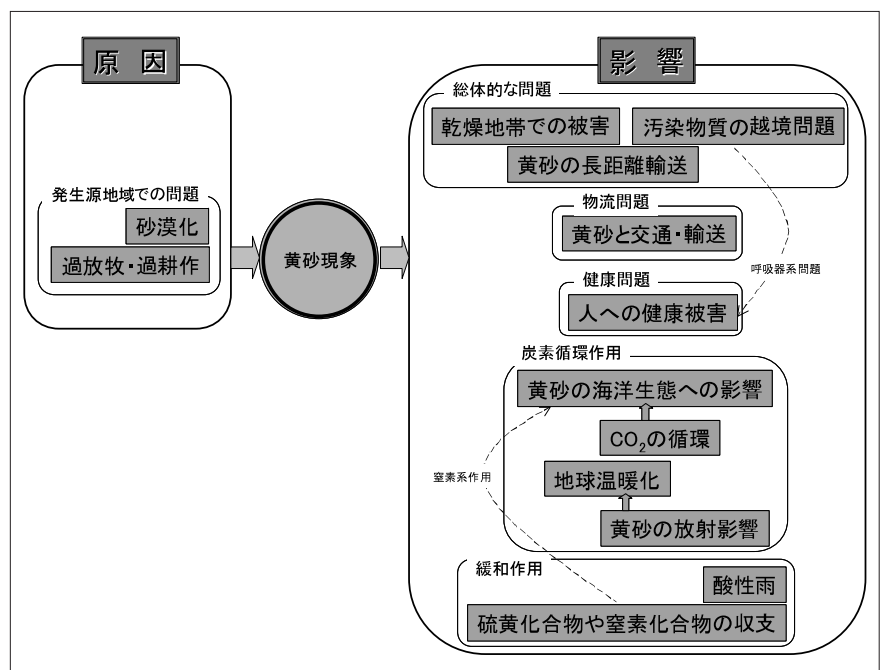 原因
発生源地域での問題
砂漠化
過放牧・過耕作
黄砂現象
影響
総体的な問題
乾燥地帯での被害
汚染物質の越境問題
黄砂の長距離輸送
物流問題
黄砂と交通・輸送
呼吸器系問題
健康問題
人への健康被害
炭素循環作用
黄砂の海洋生態への影響
CO₂の循環
窒素系作用
地球温暖化
黄砂の放射影響
緩和作用
酸性雨
硫黄化合物や窒素化合物の収支